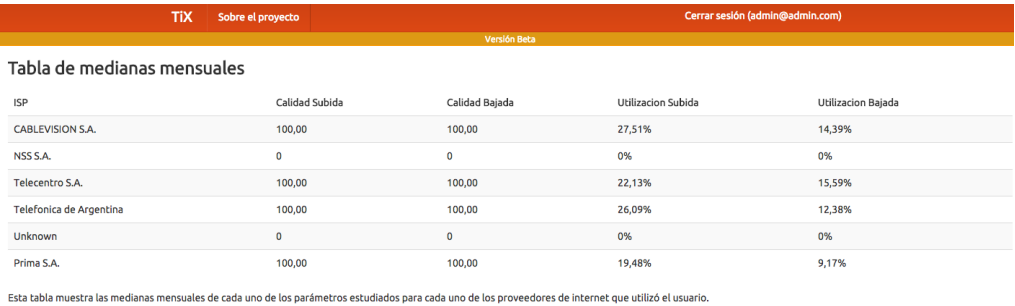 TiX Sobre el proyecto Cerrar sesión (admin@admin.com)
Versión Beta
Tabla de medianas mensuales
ISP Calidad Subida Calidad Bajada Utilizacion Subida Utilizacion Bajada
CABLEVISION S.A. 100,00 100,00 27,51% 14,39%
NSS S.A. 0 0 0% 0%
Telecentro S.A. 100,00 100,00 22,13% 15,59%
Telefonica de Argentina 100,00 100,00 26,09% 12,38%
Unknown 0 0 0% 0%
Prima S.A. 100,00 100,00 19,48% 9,17%
Esta tabla muestra las medianas mensuales de cada uno de los parámetros estudiados para cada uno de los proveedores de internet que utilizó el usuario.